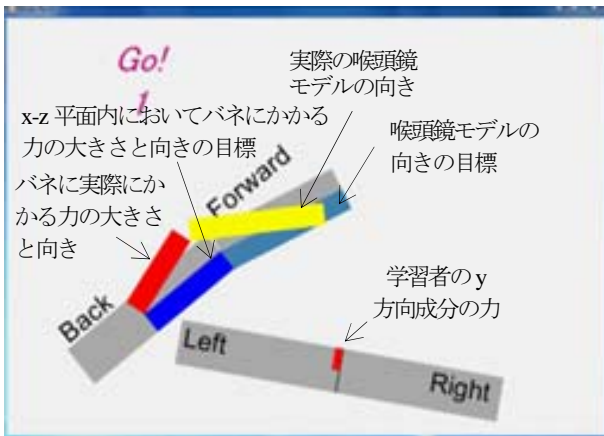 Go!
1
実際の喉頭鏡
モデルの向き
x-z 平面内においてバネにかかる
力の大きさと向きの目標
喉頭鏡モデルの
向きの目標
バネに実際にか
かる力の大きさ
と向き
Forward
Back
学習者の y
方向成分の力
Left
Right